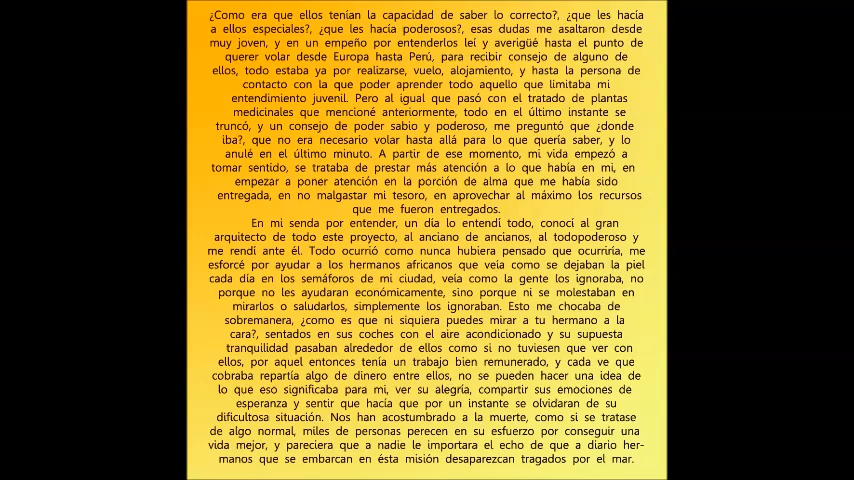 ¿Como era que ellos tenían la capacidad de saber lo correcto?, ¿que les hacía
a ellos especiales?, ¿que les hacía poderosos?, esas dudas me asaltaron desde
muy joven, y en un empeño por entenderlos leí y averigüé hasta el punto de
querer volar desde Europa hasta Perú, para recibir consejo de alguno de
ellos, todo estaba ya por realizarse, vuelo, alojamiento, y hasta la persona de
contacto con la que poder aprender todo aquello que limitaba mi
entendimiento juvenil. Pero al igual que pasó con el tratado de plantas
medicinales que mencioné anteriormente, todo en el último instante se
truncó, y un consejo de poder sabio y poderoso, me preguntó que ¿donde
iba?, que no era necesario volar hasta allá para lo que quería saber, y lo
anulé en el último minuto. A partir de ese momento, mi vida empezó a
tomar sentido, se trataba de prestar más atención a lo que había en mi, en
empezar a poner atención en la porción de alma que me había sido
entregada, en no malgastar mi tesoro, en aprovechar al máximo los recursos
que me fueron entregados.
En mi senda por entender, un día lo entendí todo, conocí al gran
arquitecto de todo este proyecto, al anciano de ancianos, al todopoderoso y
me rendí ante él. Todo ocurrió como nunca hubiera pensado que ocurriría, me
esforcé por ayudar a los hermanos africanos que veía como se dejaban la piel
cada día en los semáforos de mi ciudad, veía como la gente los ignoraba, no
porque no les ayudaran económicamente, sino porque ni se molestaban en
mirarlos o saludarlos, simplemente los ignoraban. Esto me chocaba de
sobremanera, ¿como es que ni siquiera puedes mirar a tu hermano a la
cara?, sentados en sus coches con el aire acondicionado y su supuesta
tranquilidad pasaban alrededor de ellos como si no tuviesen que ver con
ellos, por aquel entonces tenía un trabajo bien remunerado, y cada ve que
cobraba repartía algo de dinero entre ellos, no se pueden hacer una idea de
lo que eso significaba para mi, ver su alegría, compartir sus emociones de
esperanza y sentir que hacía que por un instante se olvidaran de su
dificultosa situación. Nos han acostumbrado a la muerte, como si se tratase
de algo normal, miles de personas perecen en su esfuerzo por conseguir una
vida mejor, y pareciera que a nadie le importara el echo de que a diario her-
manos que se embarcan en ésta misión desaparezcan tragados por el mar.